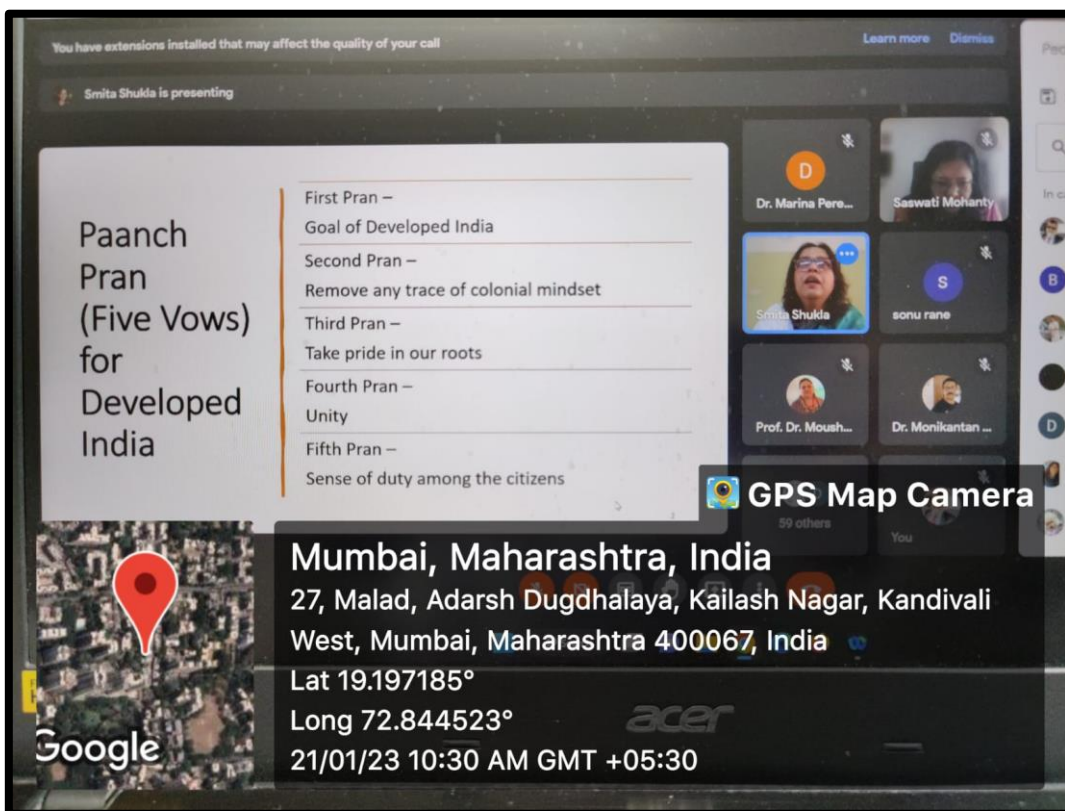 You have extensions installed that may affect the quality of your call
Learn more Dismiss
Smita Shukla is presenting
Paanch
Pran
(Five Vows)
for
Developed
India
First Pran –
Goal of Developed India
Second Pran –
Remove any trace of colonial mindset
Third Pran –
Take pride in our roots
Fourth Pran –
Unity
Fifth Pran –
Sense of duty among the citizens
D
Dr. Marina Pere...
Saswati Mohanty
Smita Shukla
S
sonu rane
Prof. Dr. Moush...
Dr. Monikantan ...
59 others
You
B
D
GPS Map Camera
Mumbai, Maharashtra, India
27, Malad, Adarsh Dugdhalaya, Kailash Nagar, Kandivali
West, Mumbai, Maharashtra 400067, India
Lat 19.197185°
Long 72.844523°
21/01/23 10:30 AM GMT +05:30
Google
acer